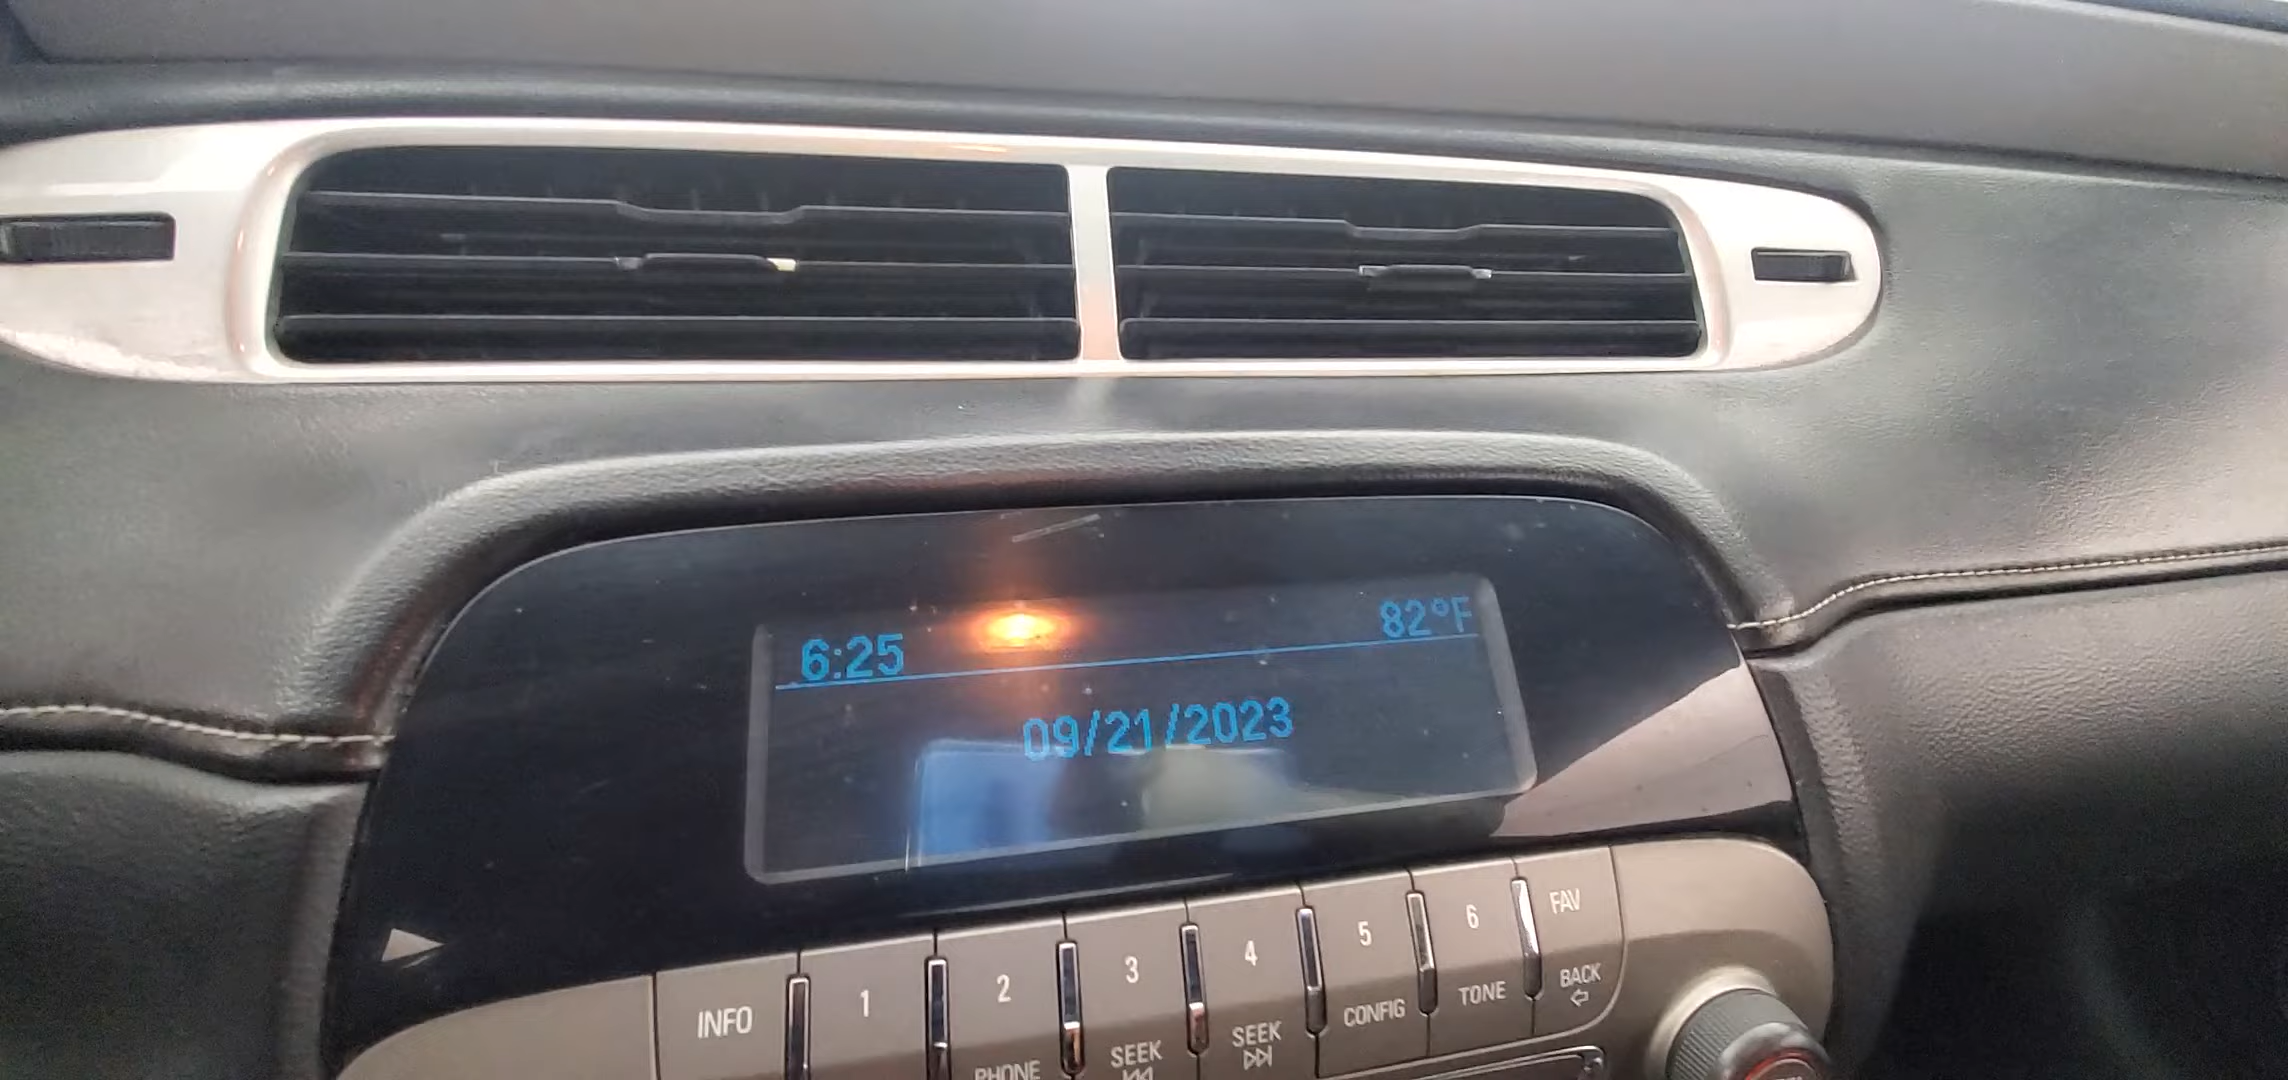 6:25 82°F
09/21/2023
INFO 1 2 3 4 5 6 FAV
PHONE SEEK SEEK CONFIG TONE BACK